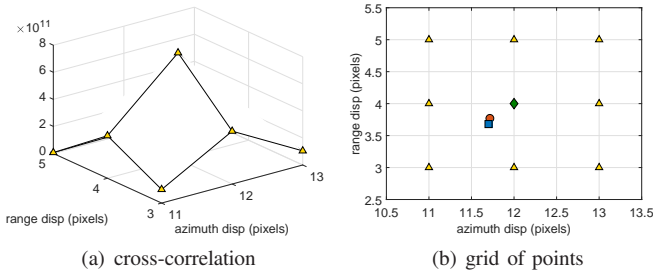 ×10¹¹
8
6
4
2
0
5
4
3
11
12
13
range disp (pixels)
azimuth disp (pixels)
(a) cross-correlation
5.5
5
4.5
4
3.5
3
2.5
10.5 11 11.5 12 12.5 13 13.5
range disp (pixels)
azimuth disp (pixels)
(b) grid of points